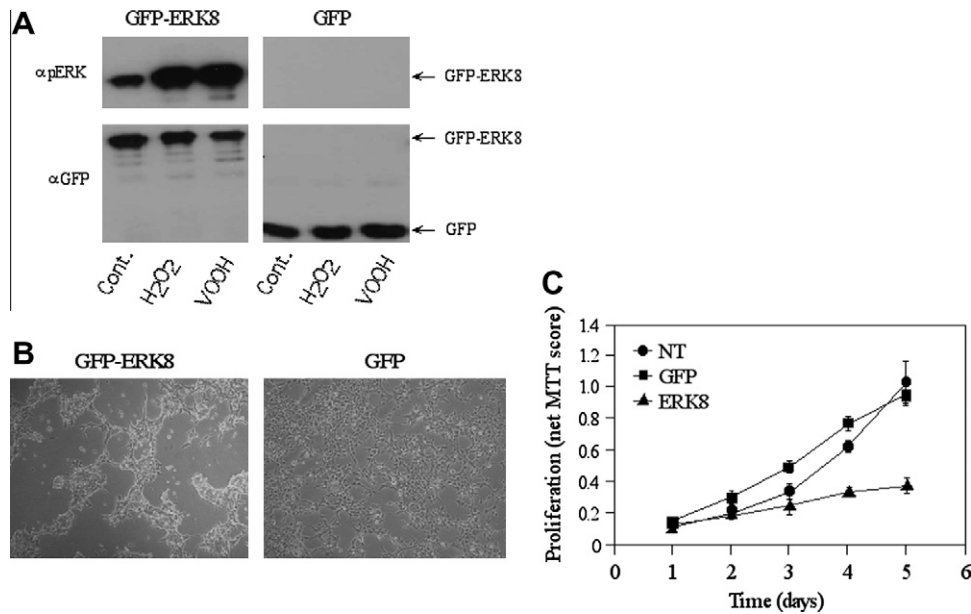 A
GFP-ERK8 GFP
αpERK
GFP-ERK8
GFP-ERK8
αGFP
GFP
Cont. H2O2 VOOH Cont. H2O2 VOOH
B
GFP-ERK8 GFP
C
Proliferation (net MTT score)
1.4
1.2
1.0
0.8
0.6
0.4
0.2
0
NT
GFP
ERK8
0 1 2 3 4 5 6
Time (days)